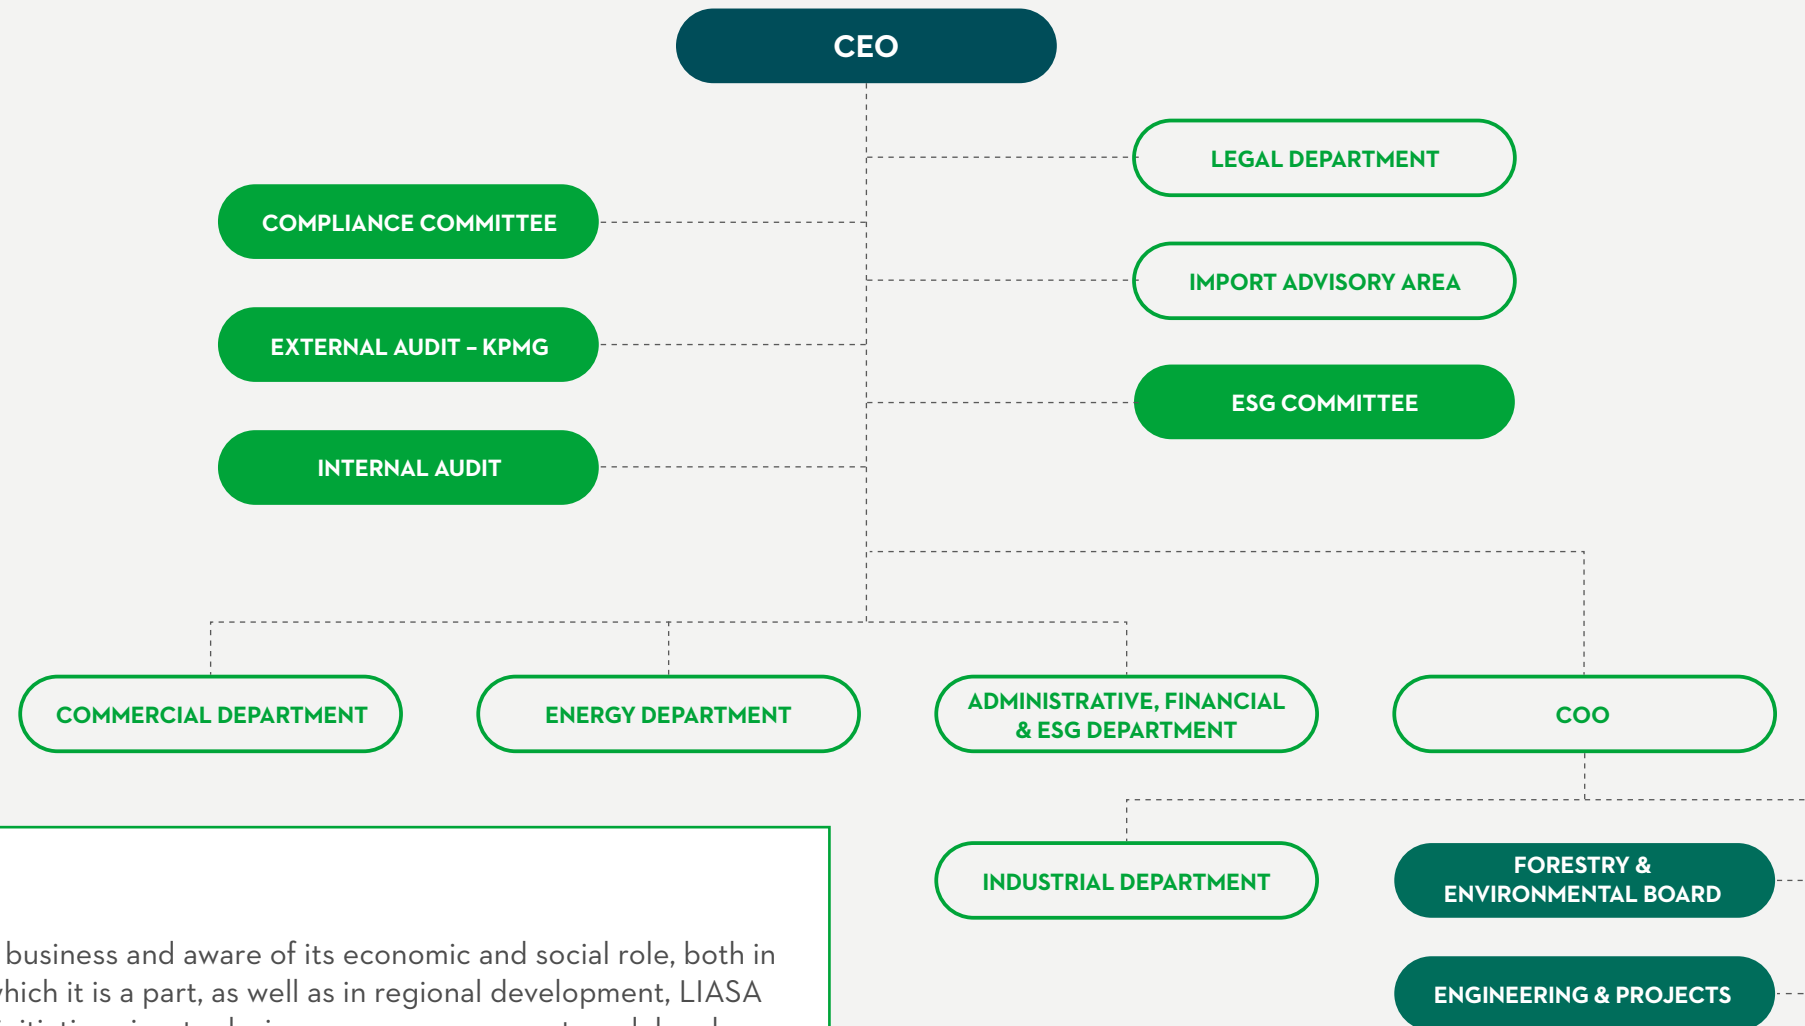 CEO
LEGAL DEPARTMENT
COMPLIANCE COMMITTEE
IMPORT ADVISORY AREA
EXTERNAL AUDIT – KPMG
ESG COMMITTEE
INTERNAL AUDIT
COMMERCIAL DEPARTMENT
ENERGY DEPARTMENT
ADMINISTRATIVE, FINANCIAL
& ESG DEPARTMENT
COO
INDUSTRIAL DEPARTMENT
FORESTRY &
ENVIRONMENTAL BOARD
ENGINEERING & PROJECTS
business and aware of its economic and social role, both in
which it is a part, as well as in regional development, LIASA